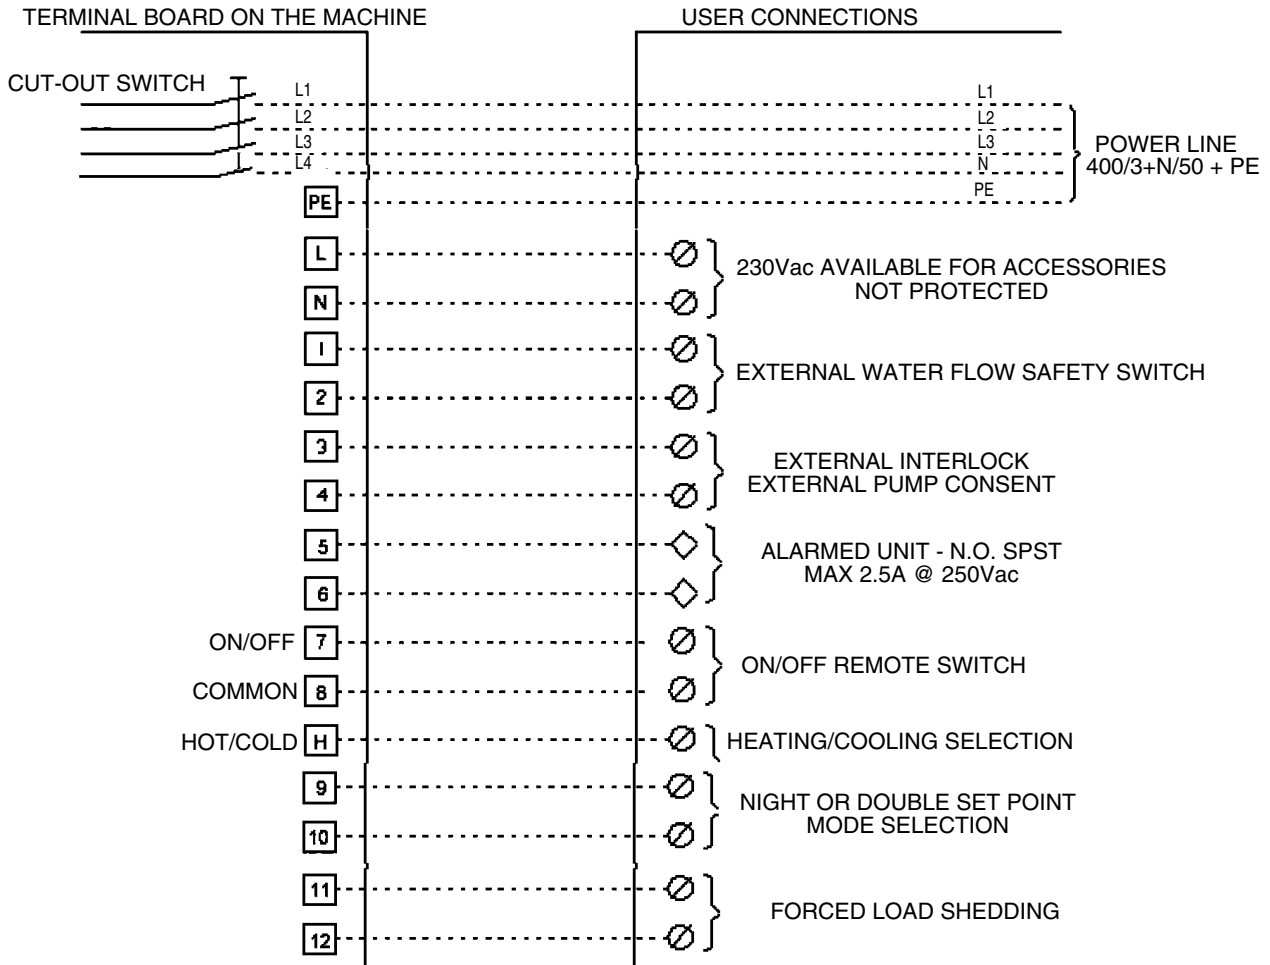 TERMINAL BOARD ON THE MACHINE
USER CONNECTIONS
CUT-OUT SWITCH
L1
L1
L2
L2
L3
L3
POWER LINE
L4
N
400/3+N/50 + PE
PE
PE
L
230Vac AVAILABLE FOR ACCESSORIES
N
NOT PROTECTED
1
EXTERNAL WATER FLOW SAFETY SWITCH
2
3
EXTERNAL INTERLOCK
EXTERNAL PUMP CONSENT
4
5
ALARMED UNIT - N.O. SPST
MAX 2.5A @ 250Vac
6
ON/OFF 7
ON/OFF REMOTE SWITCH
COMMON 8
HOT/COLD H
HEATING/COOLING SELECTION
9
NIGHT OR DOUBLE SET POINT
MODE SELECTION
10
11
FORCED LOAD SHEDDING
12